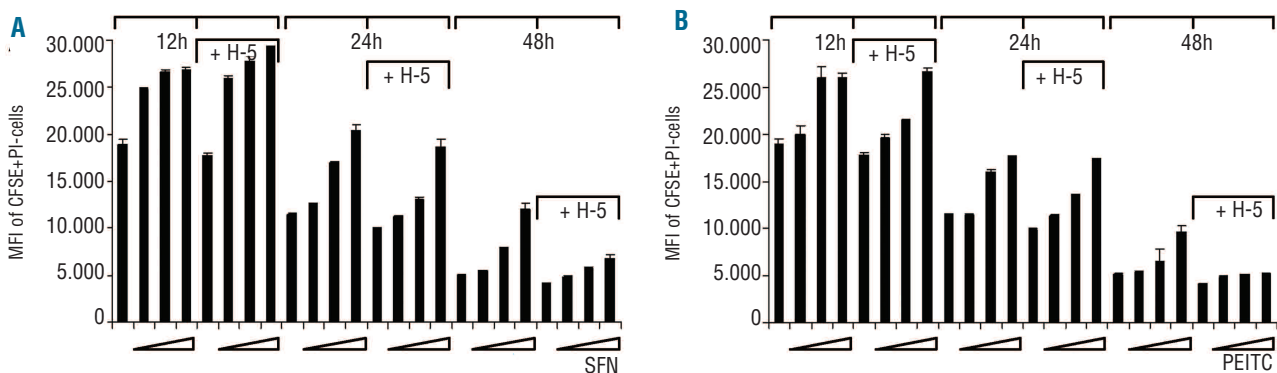 A
12h
24h
48h
+ H-5
+ H-5
+ H-5
MFI of CFSE+PI-cells
30.000
25.000
20.000
15.000
10.000
5.000
0
SFN
B
12h
24h
48h
+ H-5
+ H-5
+ H-5
MFI of CFSE+PI-cells
30.000
25.000
20.000
15.000
10.000
5.000
0
PEITC